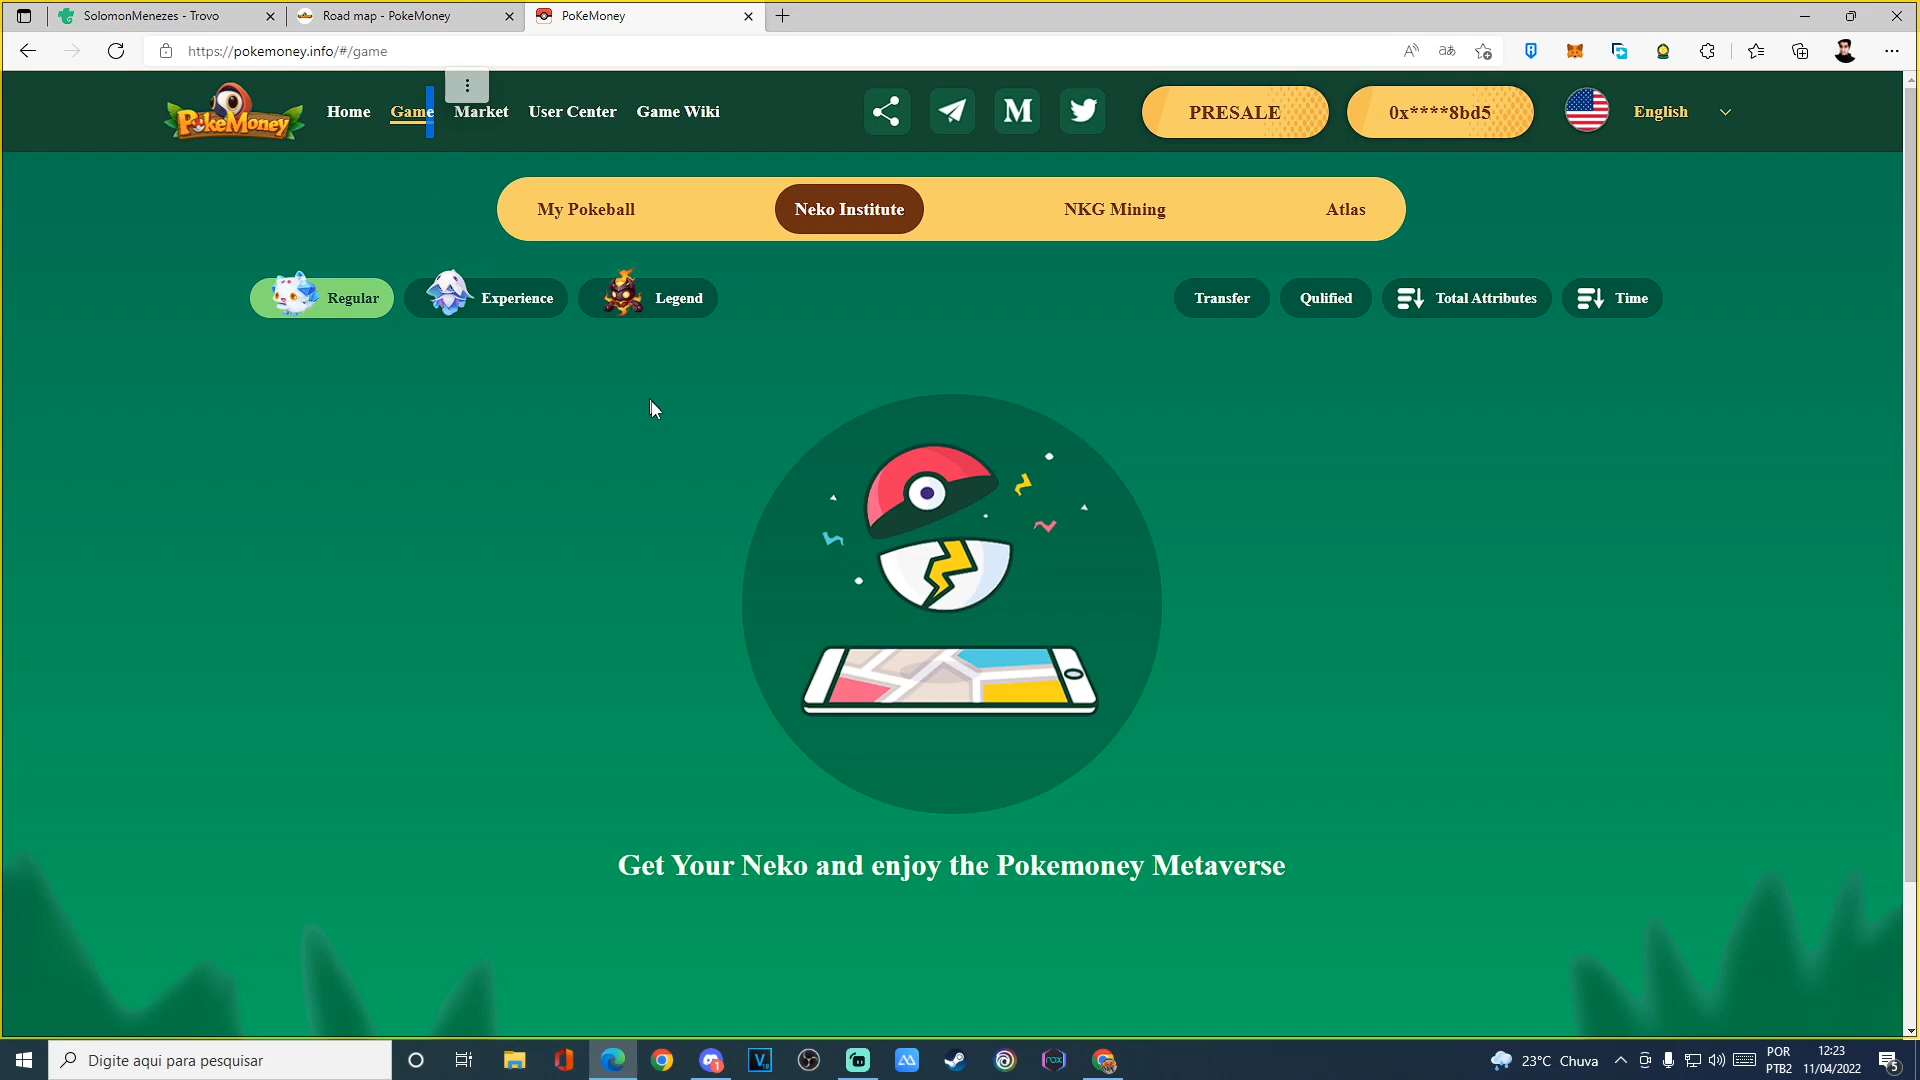 SolomonMenezes - Trovo
Road map - PokeMoney
PoKeMoney
https://pokemoney.info/#/game
PokeMoney
Home
Game
Market
User Center
Game Wiki
M
PRESALE
0x****8bd5
English
My Pokeball
Neko Institute
NKG Mining
Atlas
Regular
Experience
Legend
Transfer
Qulified
Total Attributes
Time
Get Your Neko and enjoy the Pokemoney Metaverse
Digite aqui para pesquisar
23°C Chuva
POR
PTB2
12:23
11/04/2022
5